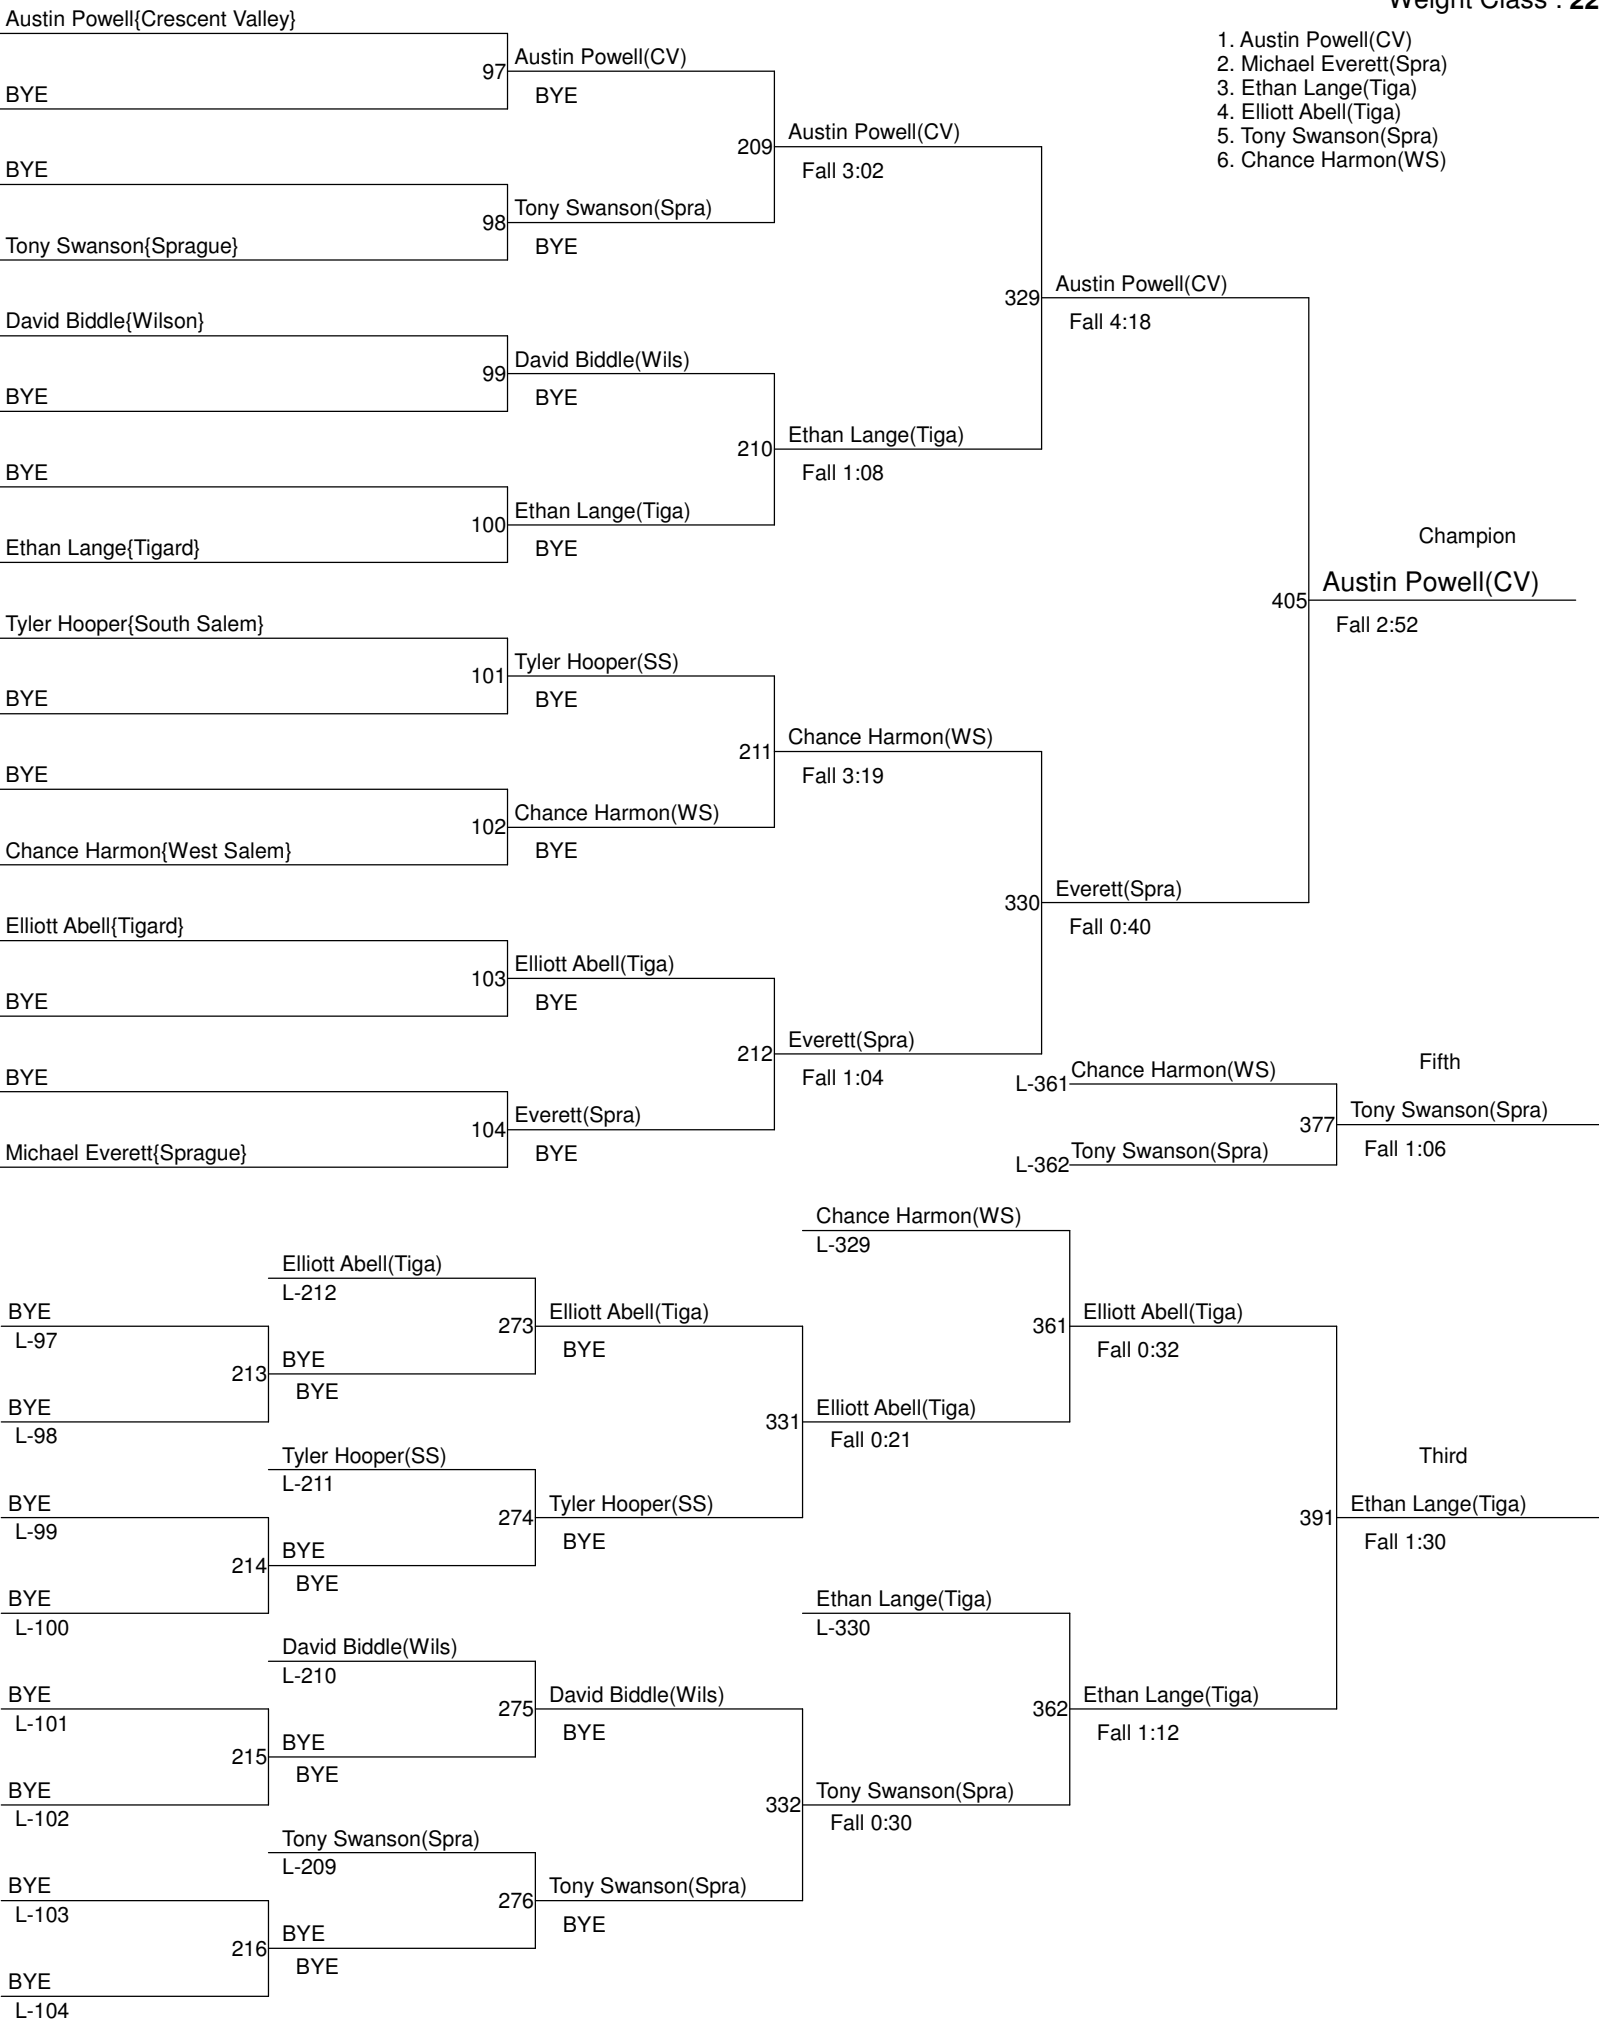 Weight Class : 22
1. Austin Powell(CV)
2. Michael Everett(Spra)
3. Ethan Lange(Tiga)
4. Elliott Abell(Tiga)
5. Tony Swanson(Spra)
6. Chance Harmon(WS)
Austin Powell{Crescent Valley}
97
Austin Powell(CV)
BYE
BYE
209
Austin Powell(CV)
Fall 3:02
BYE
98
Tony Swanson(Spra)
BYE
Tony Swanson{Sprague}
329
Austin Powell(CV)
Fall 4:18
David Biddle{Wilson}
99
David Biddle(Wils)
BYE
BYE
210
Ethan Lange(Tiga)
Fall 1:08
BYE
100
Ethan Lange(Tiga)
BYE
Ethan Lange{Tigard}
Champion
405
Austin Powell(CV)
Fall 2:52
Tyler Hooper{South Salem}
101
Tyler Hooper(SS)
BYE
BYE
211
Chance Harmon(WS)
Fall 3:19
BYE
102
Chance Harmon(WS)
BYE
Chance Harmon{West Salem}
330
Everett(Spra)
Fall 0:40
Elliott Abell{Tigard}
103
Elliott Abell(Tiga)
BYE
BYE
212
Everett(Spra)
Fall 1:04
BYE
104
Everett(Spra)
BYE
Michael Everett{Sprague}
Fifth
L-361
Chance Harmon(WS)
377
Tony Swanson(Spra)
Fall 1:06
L-362
Tony Swanson(Spra)
Chance Harmon(WS)
L-329
Elliott Abell(Tiga)
L-212
BYE
L-97
273
Elliott Abell(Tiga)
BYE
361
Elliott Abell(Tiga)
Fall 0:32
213
BYE
BYE
BYE
L-98
331
Elliott Abell(Tiga)
Fall 0:21
Tyler Hooper(SS)
L-211
Third
BYE
L-99
274
Tyler Hooper(SS)
BYE
391
Ethan Lange(Tiga)
Fall 1:30
214
BYE
BYE
BYE
L-100
Ethan Lange(Tiga)
L-330
David Biddle(Wils)
L-210
BYE
L-101
275
David Biddle(Wils)
BYE
362
Ethan Lange(Tiga)
Fall 1:12
215
BYE
BYE
BYE
L-102
332
Tony Swanson(Spra)
Fall 0:30
Tony Swanson(Spra)
L-209
BYE
L-103
276
Tony Swanson(Spra)
BYE
216
BYE
BYE
BYE
L-104